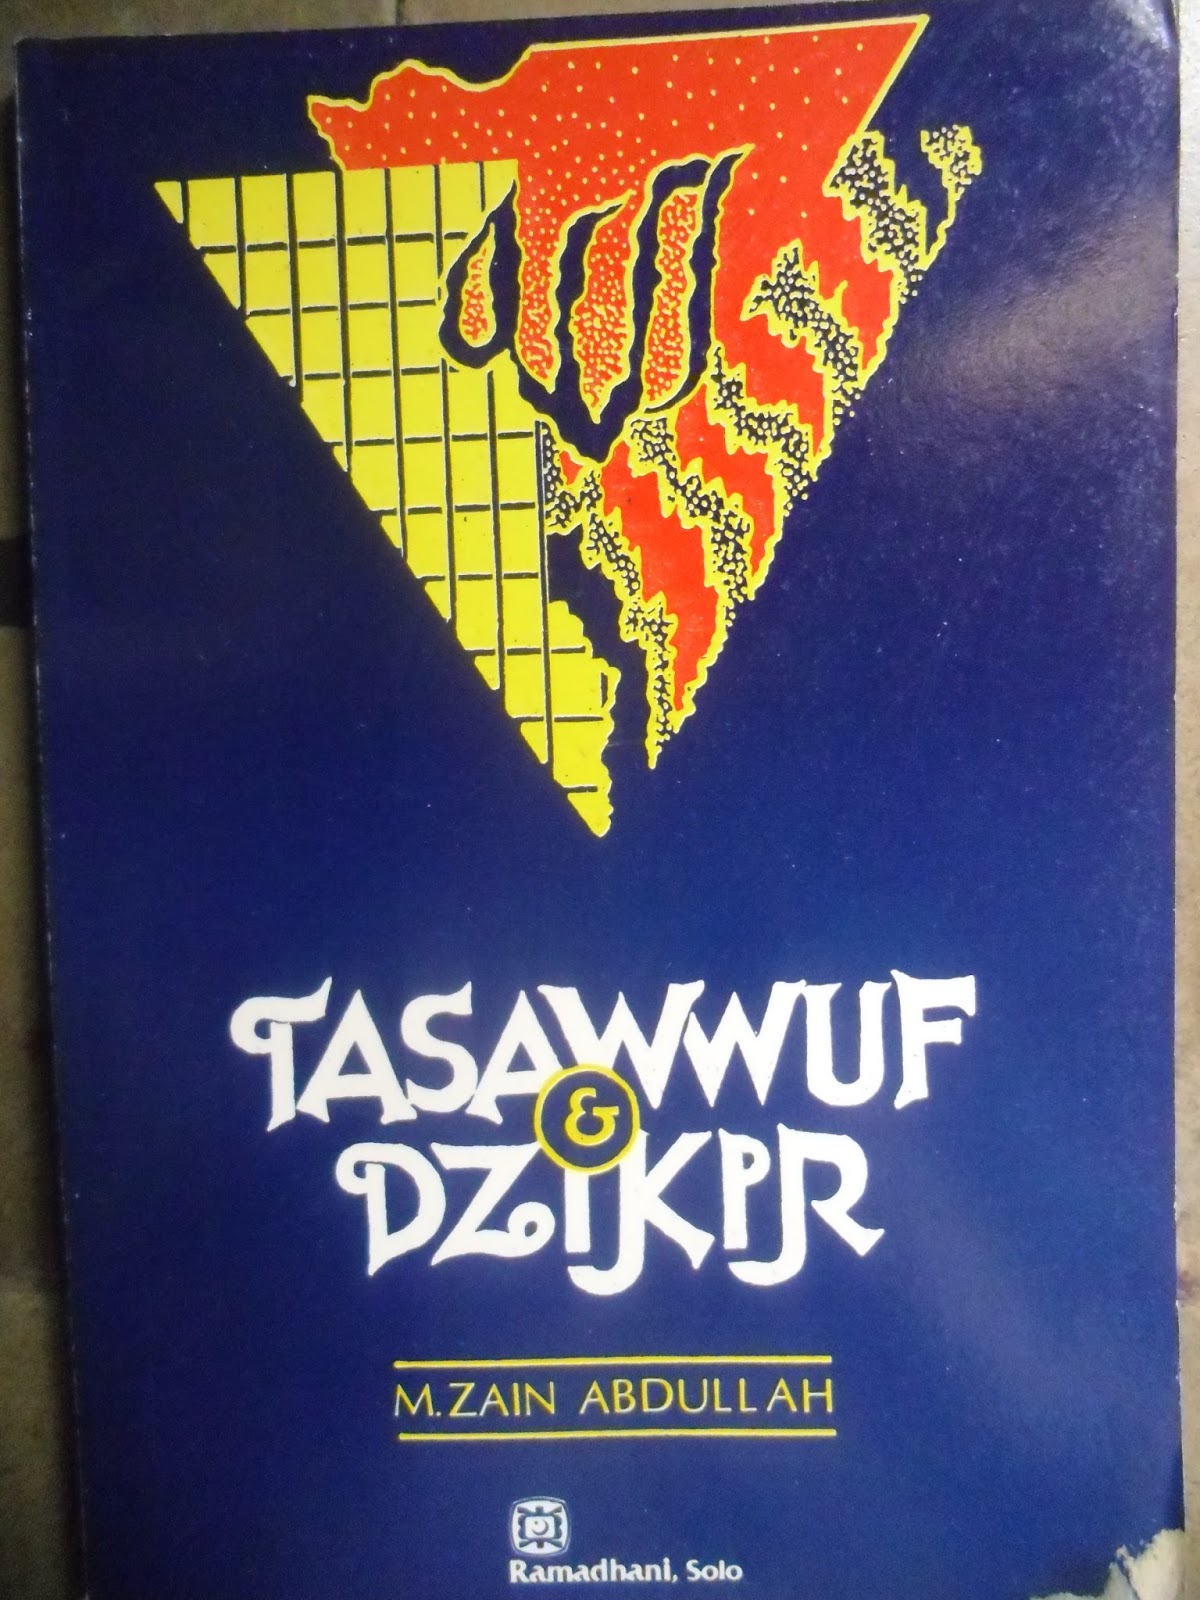 TASAWWUF
&
DZIKIR
M. ZAIN ABDULLAH
Ramadhani, Solo